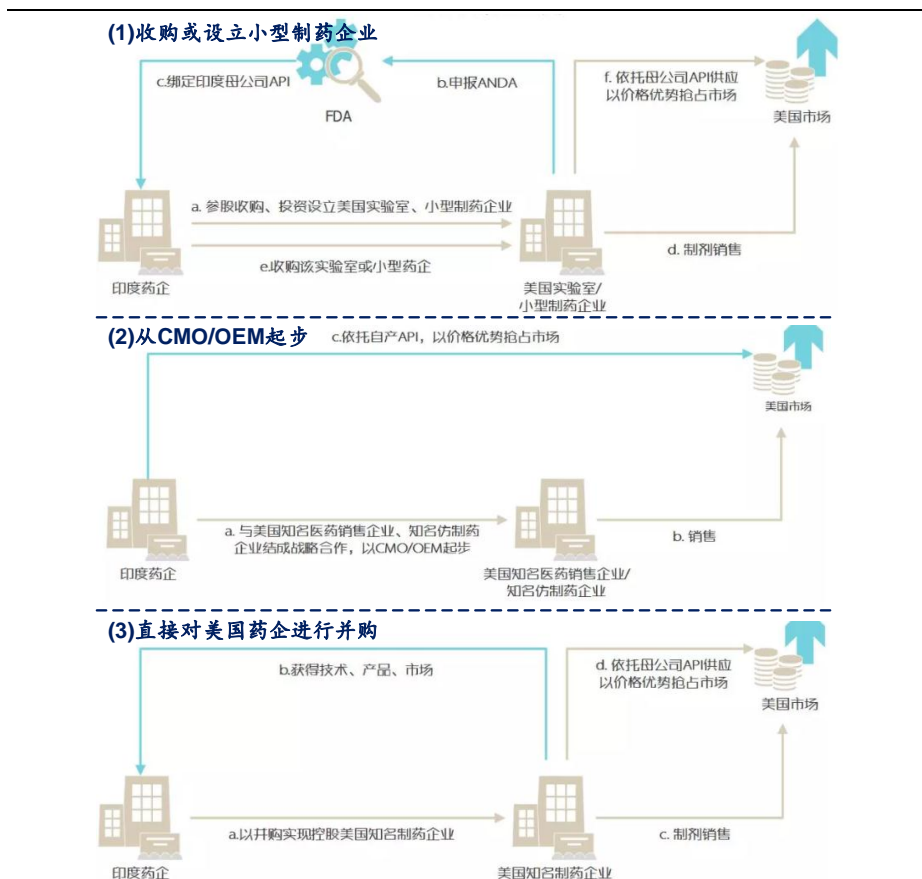 (1)收购或设立小型制药企业
c.绑定印度母公司API
b.申报ANDA
f. 依托母公司API供应
以价格优势抢占市场
FDA
美国市场
a. 参股收购、投资设立美国实验室、小型制药企业
e.收购该实验室或小型药企
d. 制剂销售
印度药企
美国实验室/
小型制药企业
(2)从CMO/OEM起步
c.依托自产API，以价格优势抢占市场
美国市场
a. 与美国知名医药销售企业、知名仿制药
企业结成战略合作，以CMO/OEM起步
b. 销售
印度药企
美国知名医药销售企业/
知名仿制药企业
(3)直接对美国药企进行并购
b.获得技术、产品、市场
d. 依托母公司API供应
以价格优势抢占市场
美国市场
a.以并购实现控股美国知名制药企业
c. 制剂销售
印度药企
美国知名制药企业